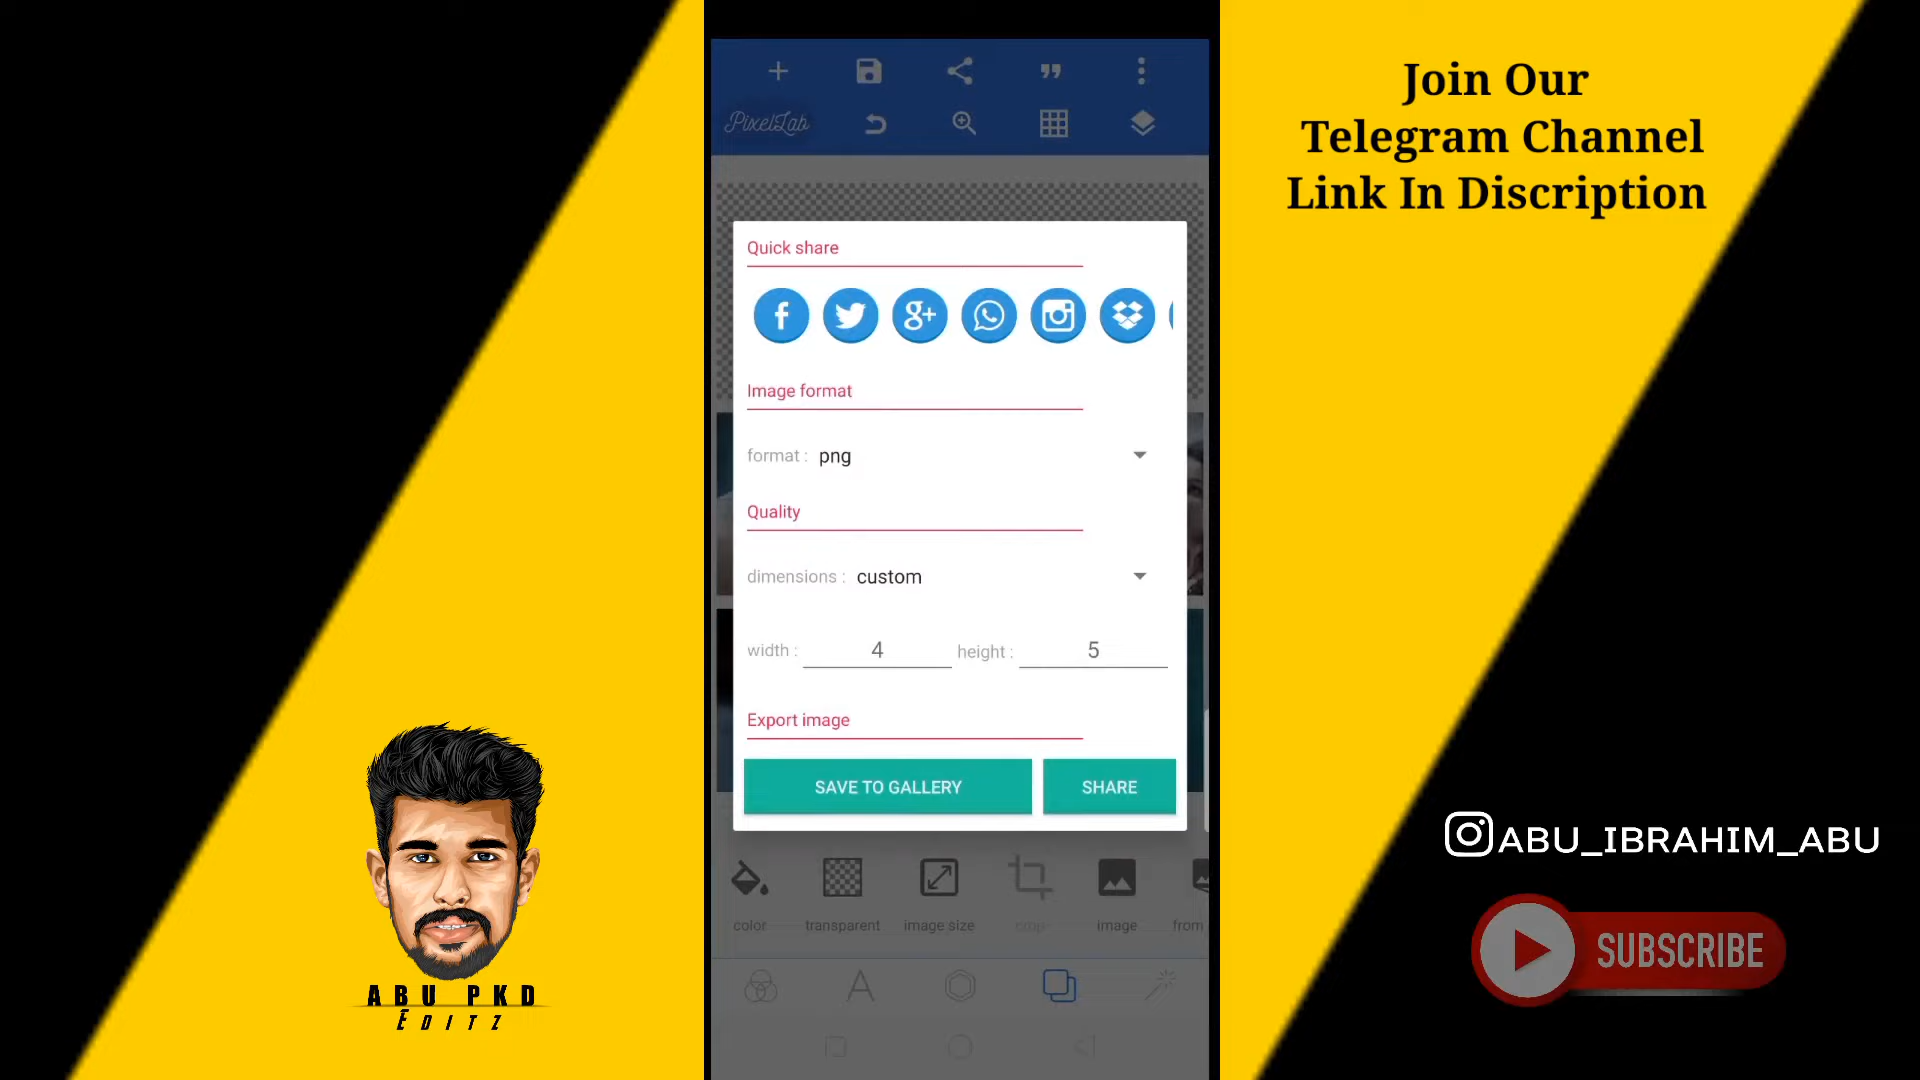 Join Our
Telegram Channel
Link In Discription
PixelLab
Quick share
g+
Image format
format : png
Quality
dimensions : custom
width : 4 height : 5
Export image
SAVE TO GALLERY SHARE
color transparent image size crop image from
A
ABU PKD
EDITZ
ABU_IBRAHIM_ABU
SUBSCRIBE